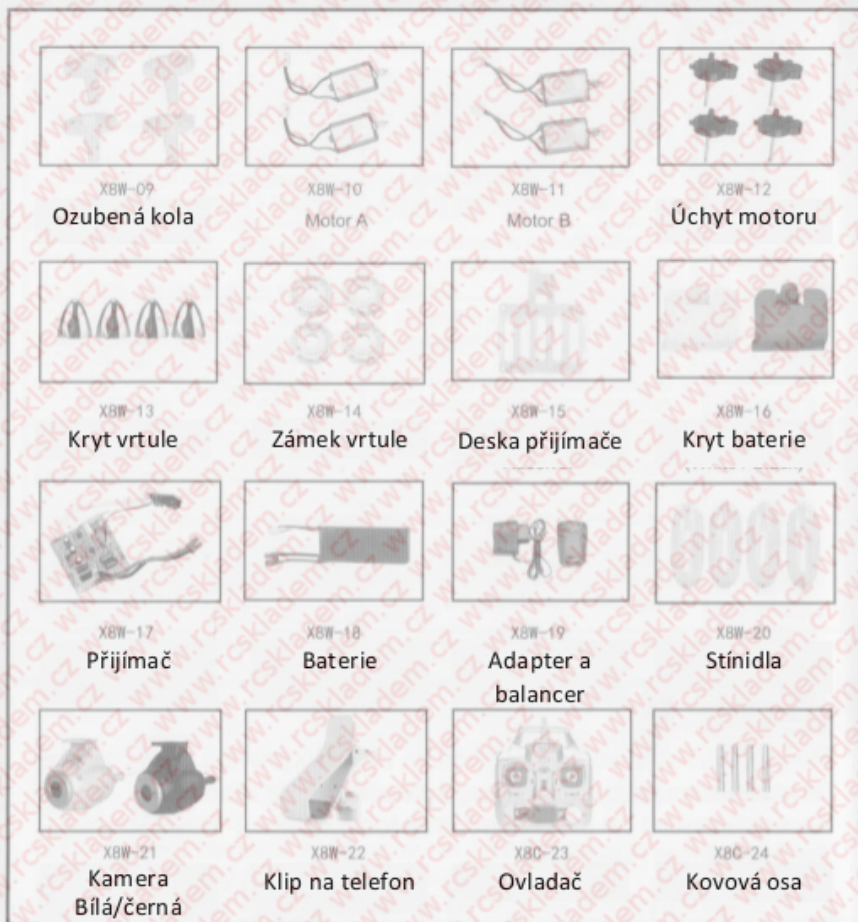 X8W-09 X8W-10 X8W-11 X8W-12
Ozubená kola Motor A Motor B Úchyt motoru
X8W-13 X8W-14 X8W-15 X8W-16
Kryt vrtule Zámek vrtule Deska přijímače Kryt baterie
X8W-17 X8W-18 X8W-19 X8W-20
Přijímač Baterie Adapter a Stínidla
balancer
X8W-21 X8W-22 X8C-23 X8C-24
Kamera Klip na telefon Ovladač Kovová osa
Bílá/černá
www.rcskladem.cz